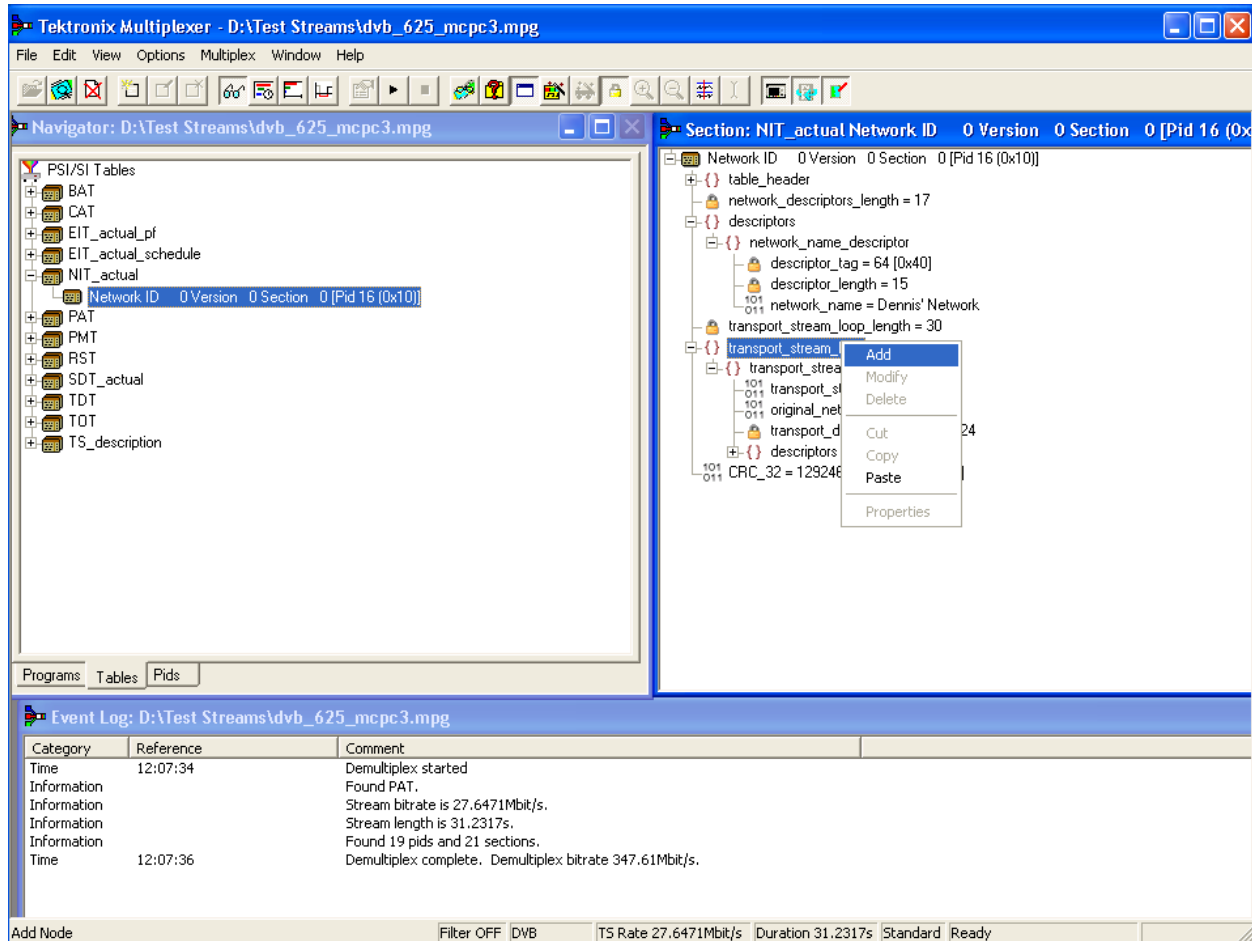 Tektronix Multiplexer - D:\Test Streams\dvb_625_mcpc3.mpg
File Edit View Options Multiplex Window Help
Navigator: D:\Test Streams\dvb_625_mcpc3.mpg
PSI/SI Tables
BAT
CAT
EIT_actual_pf
EIT_actual_schedule
NIT_actual
Network ID 0 Version 0 Section 0 [Pid 16 (0x10)]
PAT
PMT
RST
SDT_actual
TDT
TOT
TS_description
Programs Tables Pids
Section: NIT_actual Network ID 0 Version 0 Section 0 [Pid 16 (0x
Network ID 0 Version 0 Section 0 [Pid 16 (0x10)]
{} table_header
network_descriptors_length = 17
{} descriptors
{} network_name_descriptor
descriptor_tag = 64 [0x40]
descriptor_length = 15
network_name = Dennis' Network
transport_stream_loop_length = 30
{} transport_stream_
{} transport_strea
transport_st
original_net
transport_d 24
{} descriptors
CRC_32 = 129246
Add
Modify
Delete
Cut
Copy
Paste
Properties
Event Log: D:\Test Streams\dvb_625_mcpc3.mpg
Category Reference Comment
Time 12:07:34 Demultiplex started
Information Found PAT.
Information Stream bitrate is 27.6471Mbit/s.
Information Stream length is 31.2317s.
Information Found 19 pids and 21 sections.
Time 12:07:36 Demultiplex complete. Demultiplex bitrate 347.61Mbit/s.
Add Node Filter OFF DVB TS Rate 27.6471Mbit/s Duration 31.2317s Standard Ready